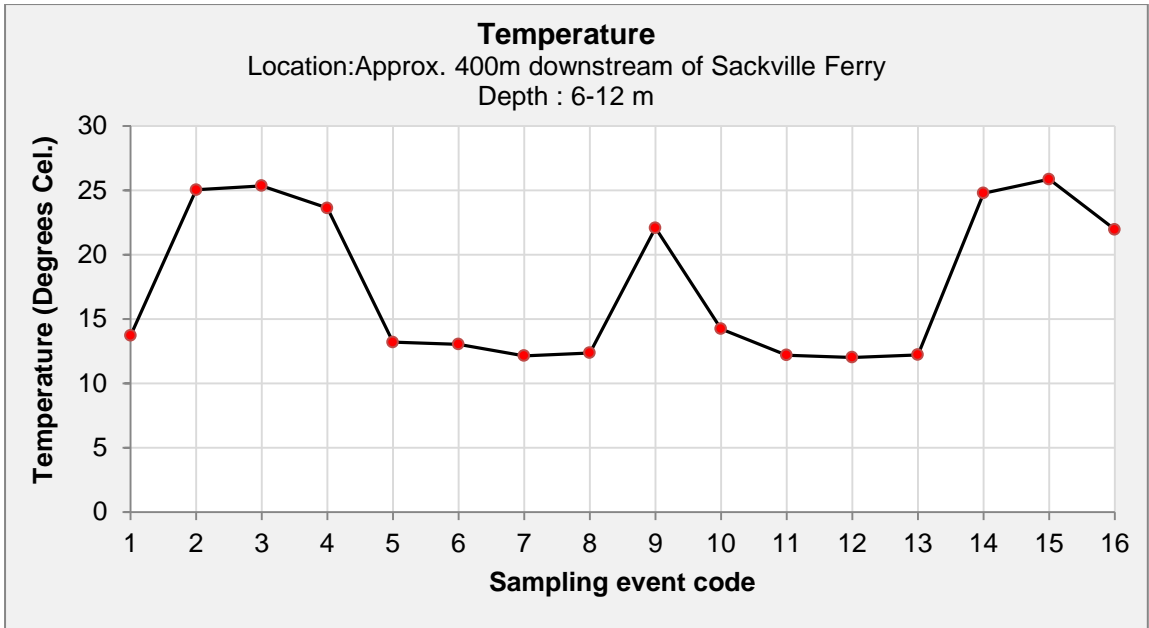 Temperature
Location:Approx. 400m downstream of Sackville Ferry
Depth : 6-12 m
Temperature (Degrees Cel.)
30
25
20
15
10
5
0
1 2 3 4 5 6 7 8 9 10 11 12 13 14 15 16
Sampling event code